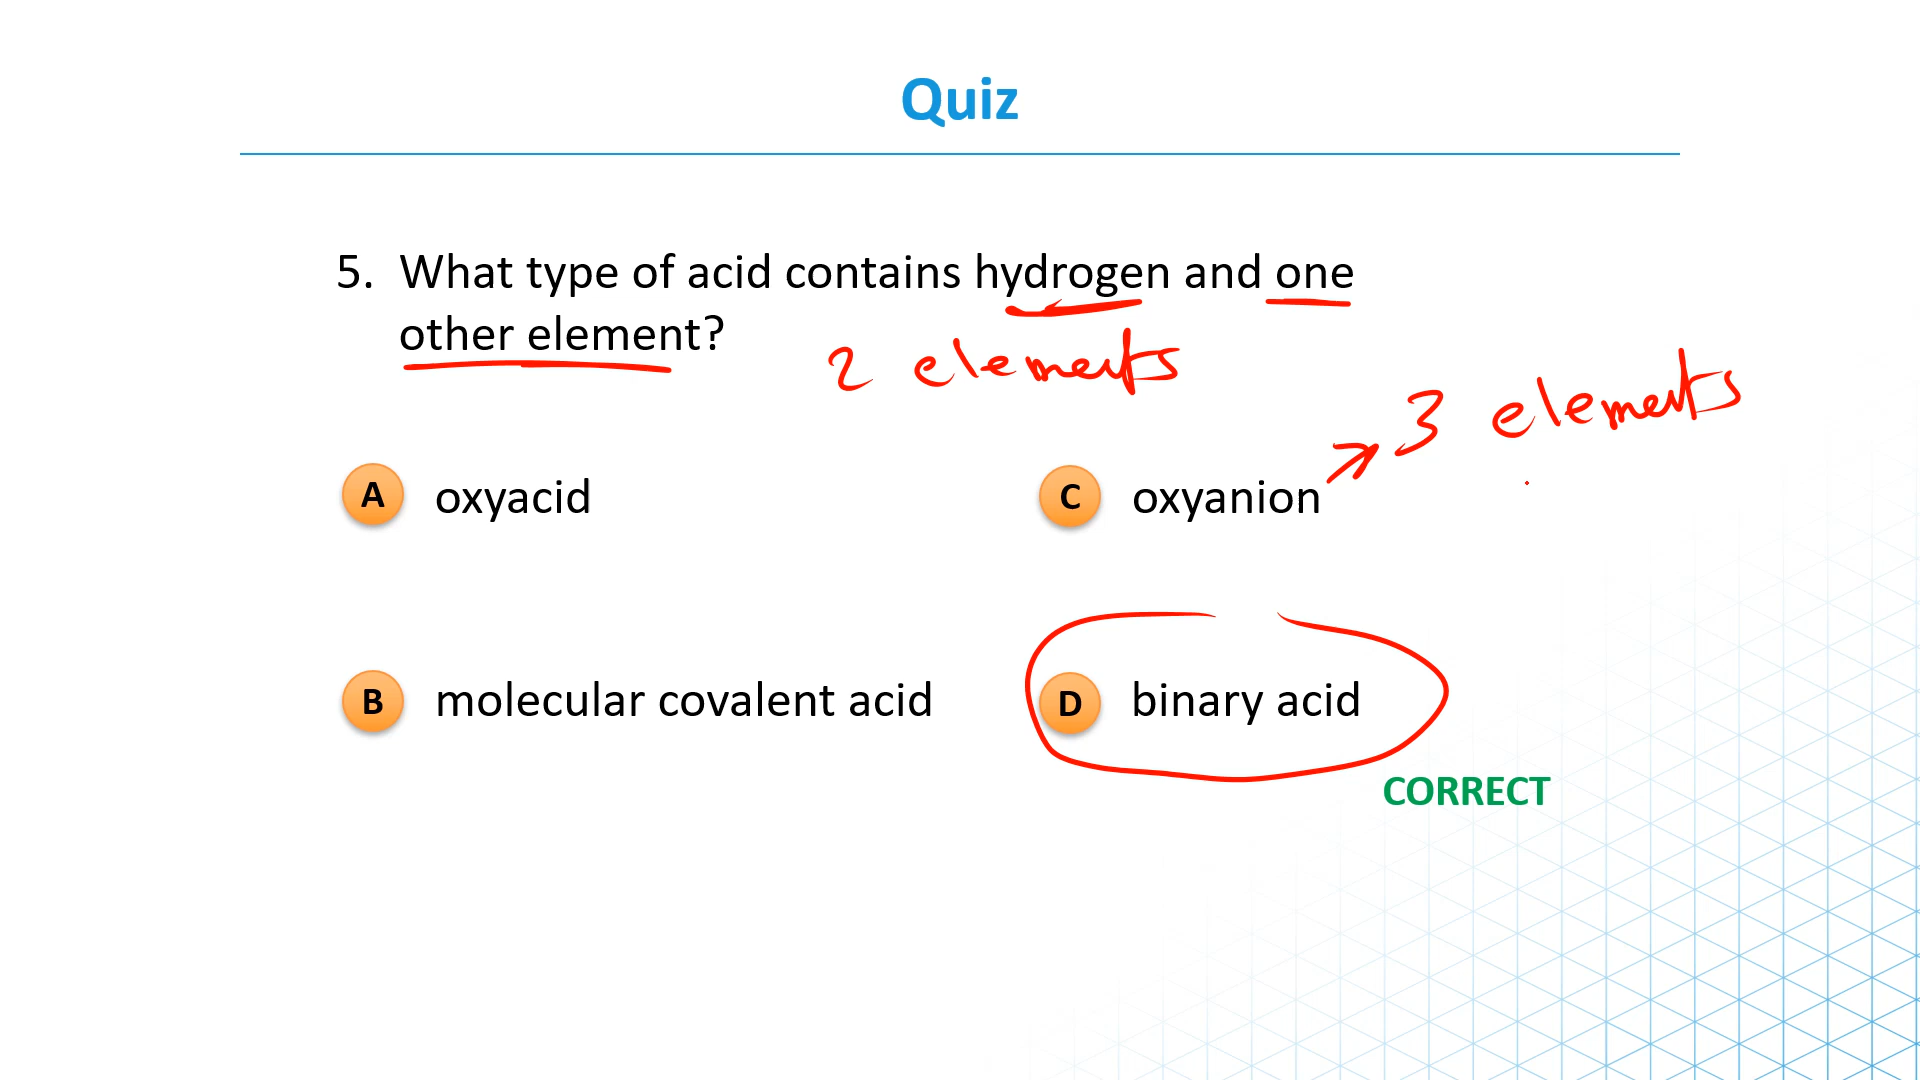 Quiz
5. What type of acid contains hydrogen and one
other element?
2 elements
3 elements
A oxyacid
C oxyanion
B molecular covalent acid
D binary acid
CORRECT